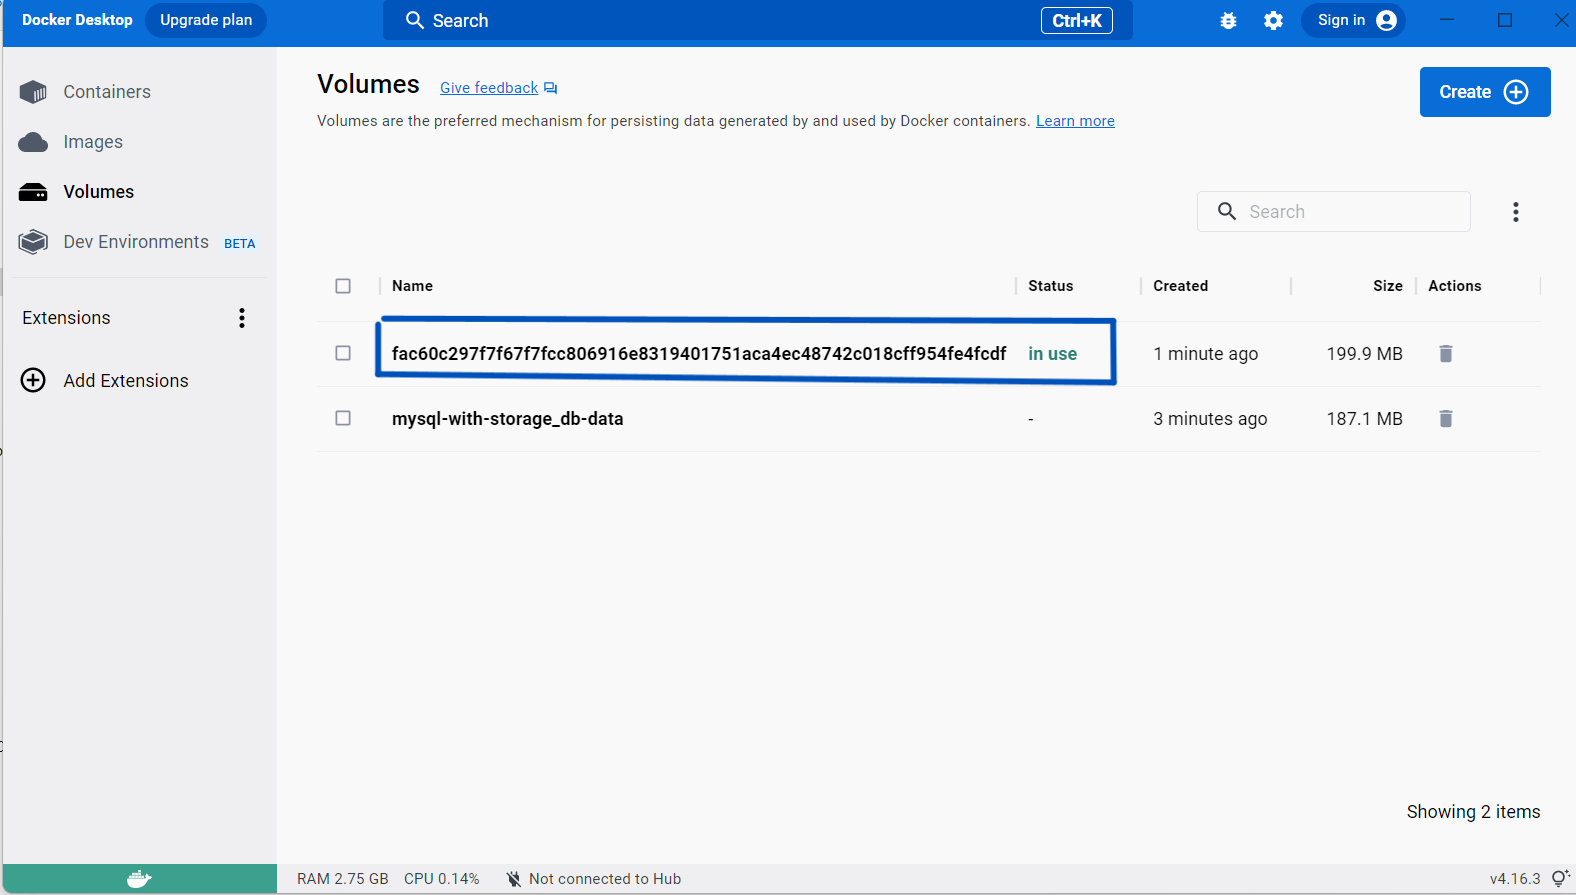 Docker Desktop Upgrade plan Search Ctrl+K Sign in
Containers
Images
Volumes
Dev Environments BETA
Extensions
Add Extensions
Volumes Give feedback
Create
Volumes are the preferred mechanism for persisting data generated by and used by Docker containers. Learn more
Search
Name Status Created Size Actions
fac60c297f7f67f7fcc806916e8319401751aca4ec48742c018cff954fe4fcdf in use 1 minute ago 199.9 MB
mysql-with-storage_db-data - 3 minutes ago 187.1 MB
Showing 2 items
RAM 2.75 GB CPU 0.14% Not connected to Hub v4.16.3